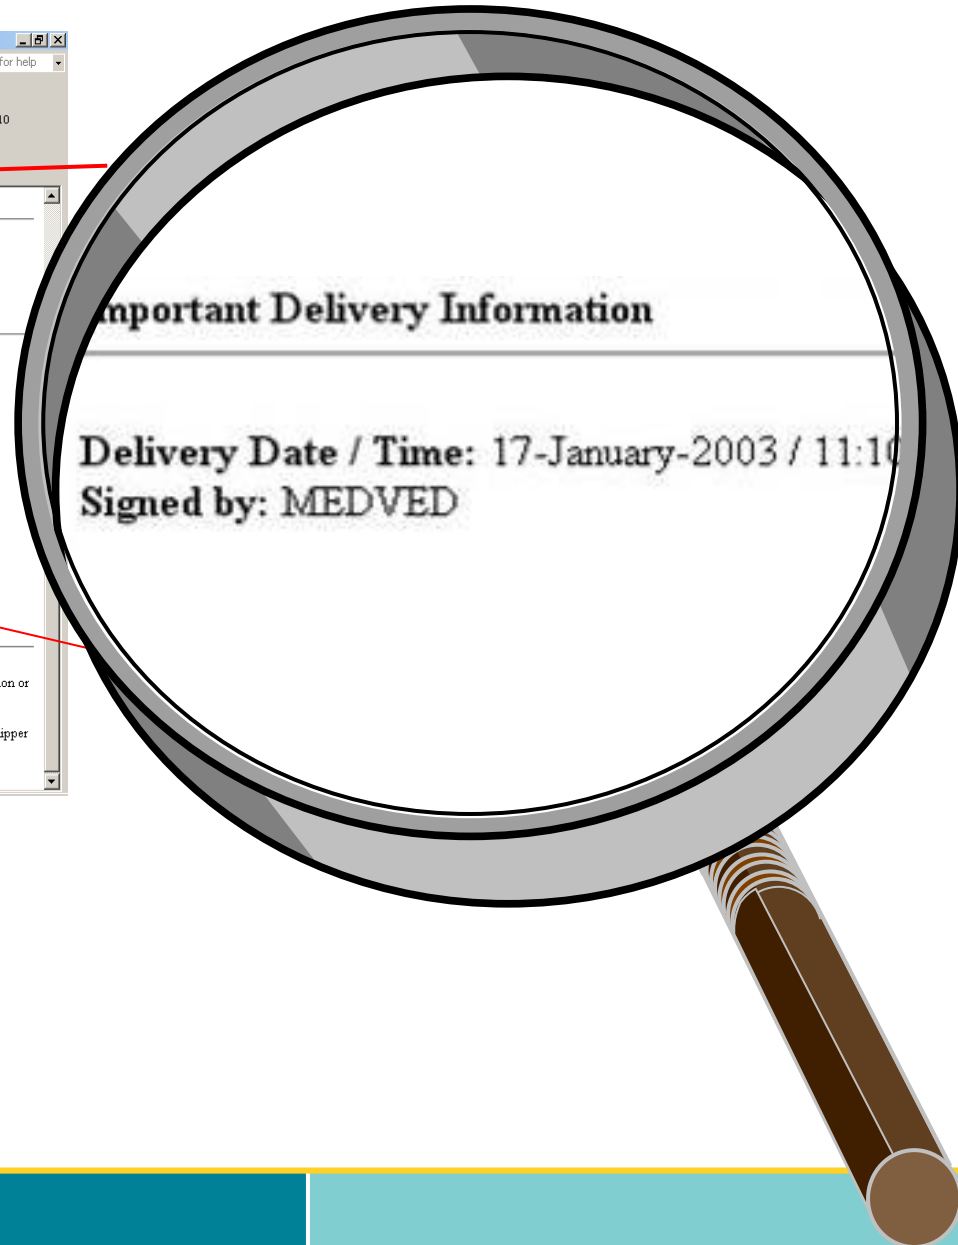 for help
10
mportant Delivery Information
Delivery Date / Time: 17-January-2003 / 11:10
Signed by: MEDVED
on or
ipper